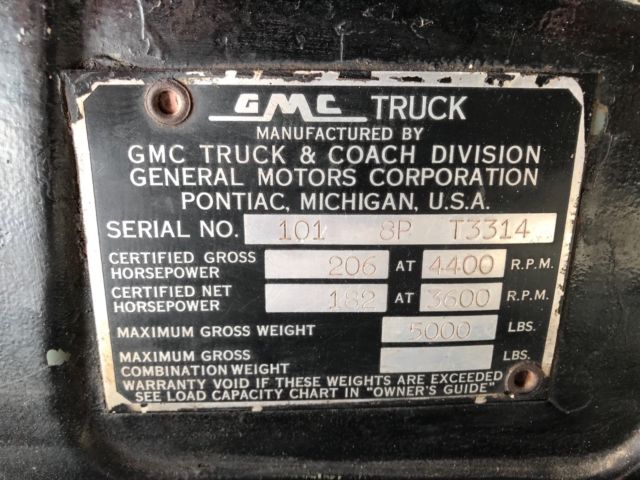 GMC TRUCK
MANUFACTURED BY
GMC TRUCK & COACH DIVISION
GENERAL MOTORS CORPORATION
PONTIAC, MICHIGAN, U.S.A.
SERIAL NO. 101 8P T3314
CERTIFIED GROSS HORSEPOWER 206 AT 4400 R.P.M.
CERTIFIED NET HORSEPOWER 182 AT 3600 R.P.M.
MAXIMUM GROSS WEIGHT 5000 LBS.
MAXIMUM GROSS COMBINATION WEIGHT LBS.
WARRANTY VOID IF THESE WEIGHTS ARE EXCEEDED
SEE LOAD CAPACITY CHART IN "OWNER'S GUIDE"